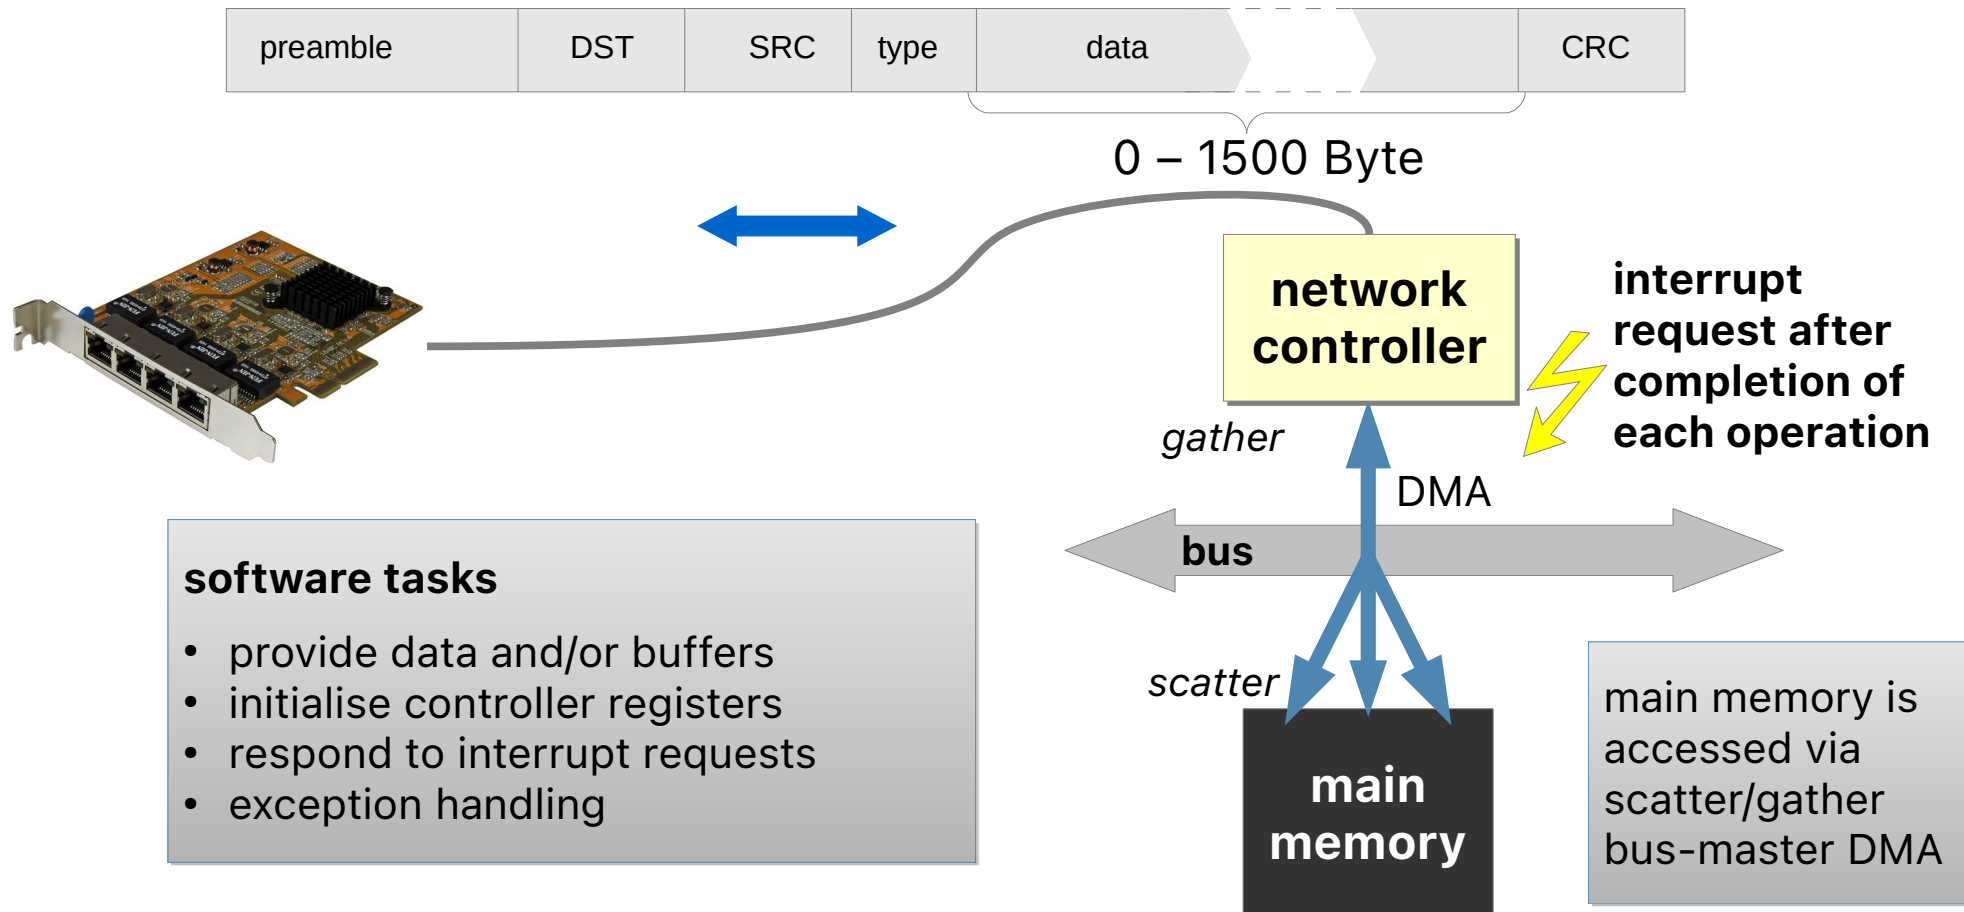 preamble DST SRC type data CRC
0 – 1500 Byte
network
controller
interrupt
request after
completion of
each operation
gather
DMA
bus
software tasks
• provide data and/or buffers
• initialise controller registers
• respond to interrupt requests
• exception handling
scatter
main
memory
main memory is
accessed via
scatter/gather
bus-master DMA